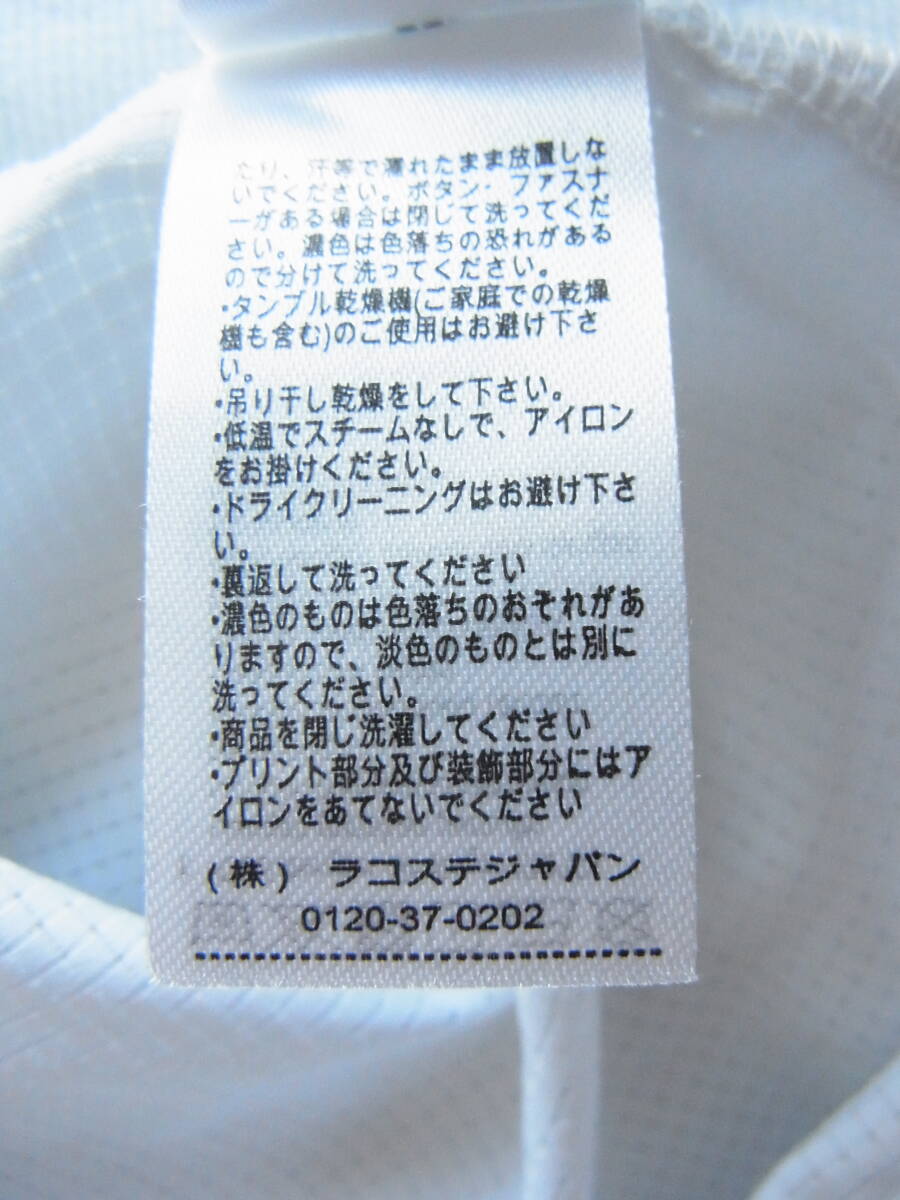 たり、汗等で濡れたまま放置しな
いでください。ボタン・ファスナ
ーがある場合は閉じて洗ってくだ
さい。濃色は色落ちの恐れがある
ので分けて洗ってください。
・タンブル乾燥機(ご家庭での乾燥
機も含む)のご使用はお避け下さ
い。
・吊り干し乾燥をして下さい。
・低温でスチームなしで、アイロン
をお掛けください。
・ドライクリーニングはお避け下さ
い。
・裏返して洗ってください
・濃色のものは色落ちのおそれがあ
りますので、淡色のものとは別に
洗ってください。
・商品を閉じ洗濯してください
・プリント部分及び装飾部分にはア
イロンをあてないでください
(株) ラコステジャパン
0120-37-0202